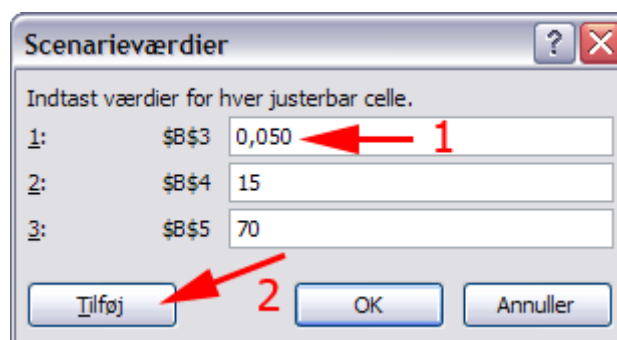 Scenarieværdier ?
Indtast værdier for hver justerbar celle.
1: $B$3 0,050 1
2: $B$4 15
3: $B$5 70
Tilføj 2 OK Annuller